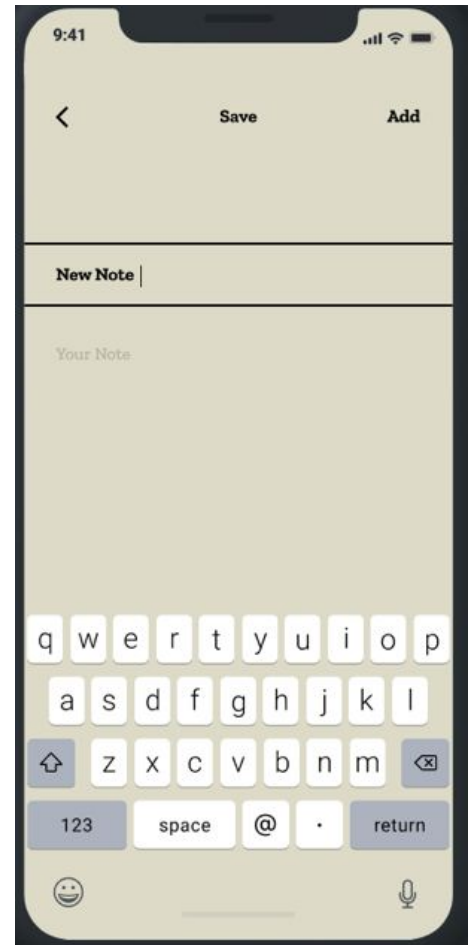 9:41
Save Add
New Note
Your Note
q w e r t y u i o p
a s d f g h j k l
z x c v b n m
123 space @ . return